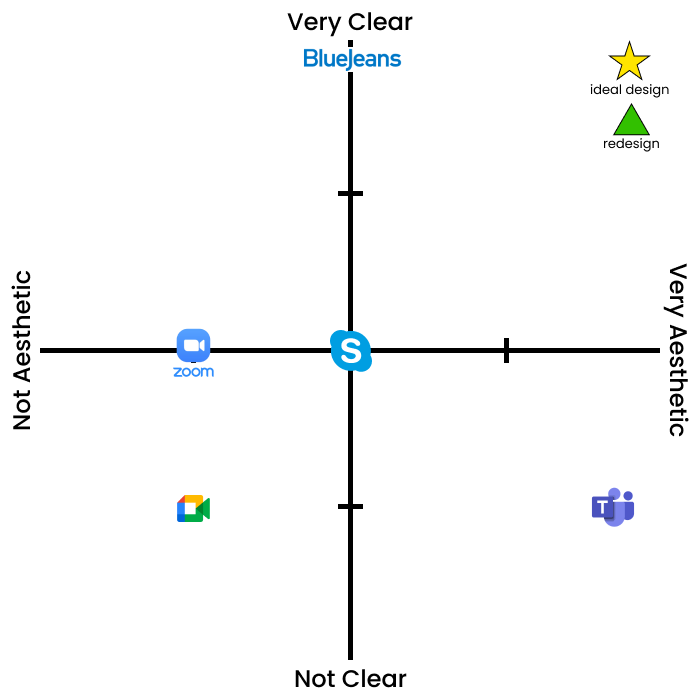 Very Clear
BlueJeans
ideal design
redesign
Not Aesthetic
Very Aesthetic
S
zoom
T
Not Clear